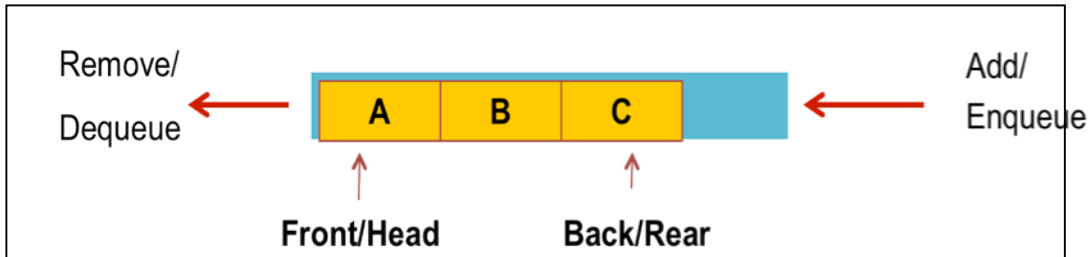 Remove/
Dequeue
A B C
Add/
Enqueue
Front/Head
Back/Rear